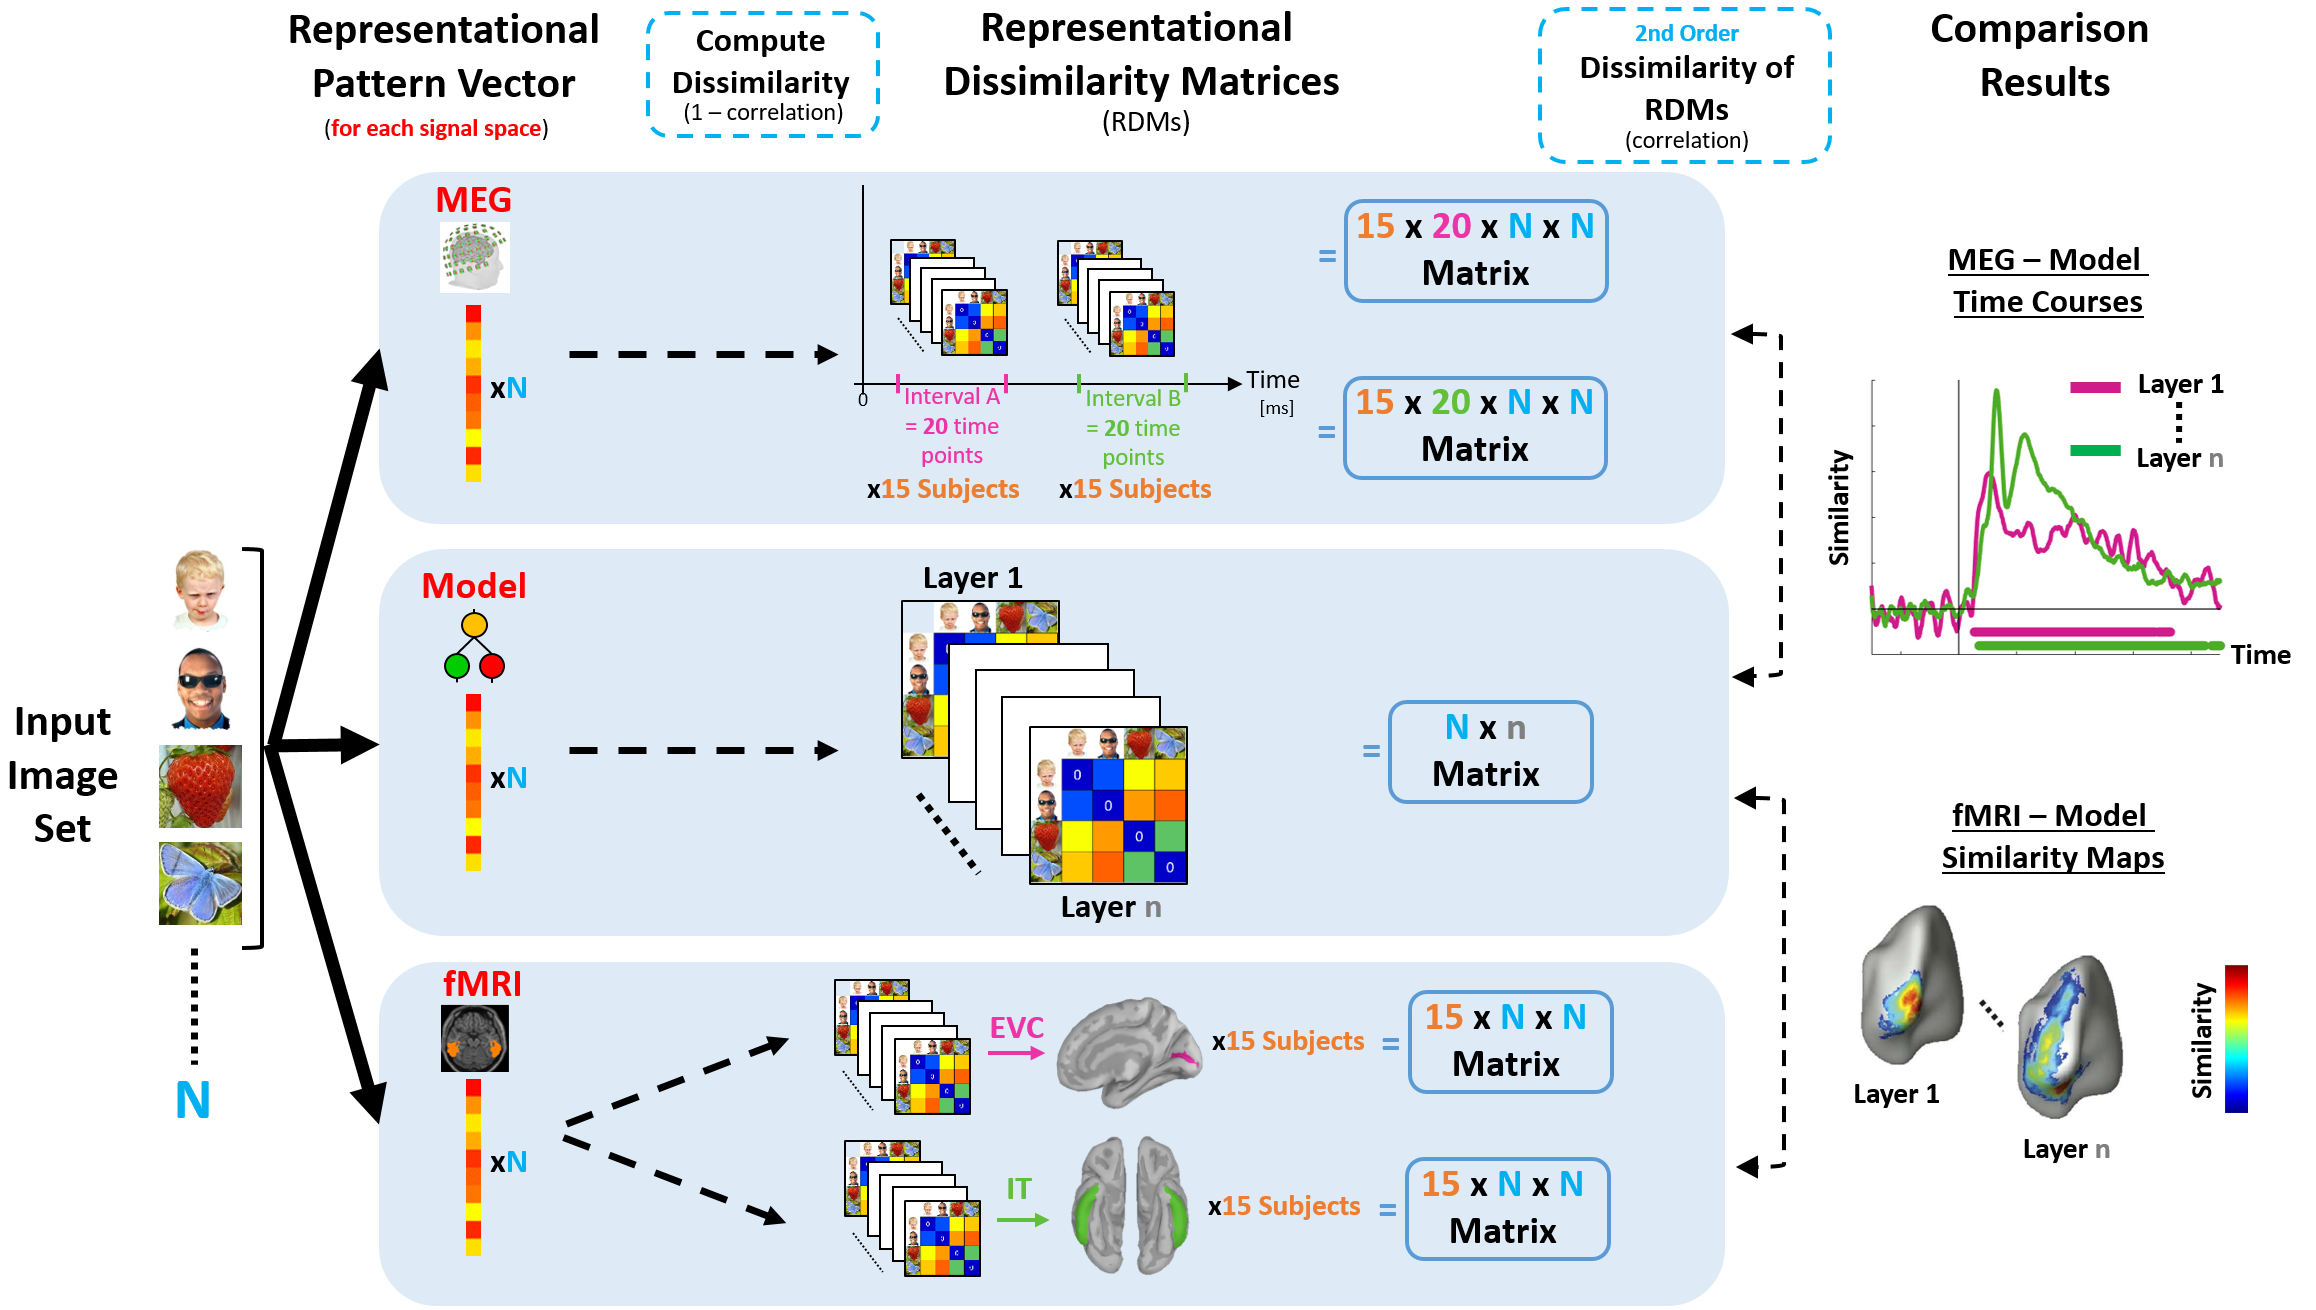 Representational
Pattern Vector
(for each signal space)
Compute
Dissimilarity
(1 – correlation)
Representational
Dissimilarity Matrices
(RDMs)
2nd Order
Dissimilarity of
RDMs
(correlation)
Comparison
Results
Input
Image
Set
N
MEG
xN
0
Interval A
= 20 time
points
x15 Subjects
Interval B
= 20 time
points
x15 Subjects
Time
[ms]
=
15 x 20 x N x N
Matrix
=
15 x 20 x N x N
Matrix
Model
xN
Layer 1
0
0
0
0
Layer n
=
N x n
Matrix
fMRI
xN
EVC
x15 Subjects
=
15 x N x N
Matrix
IT
x15 Subjects
=
15 x N x N
Matrix
MEG – Model
Time Courses
Similarity
Layer 1
Layer n
Time
fMRI – Model
Similarity Maps
Layer 1
Layer n
Similarity